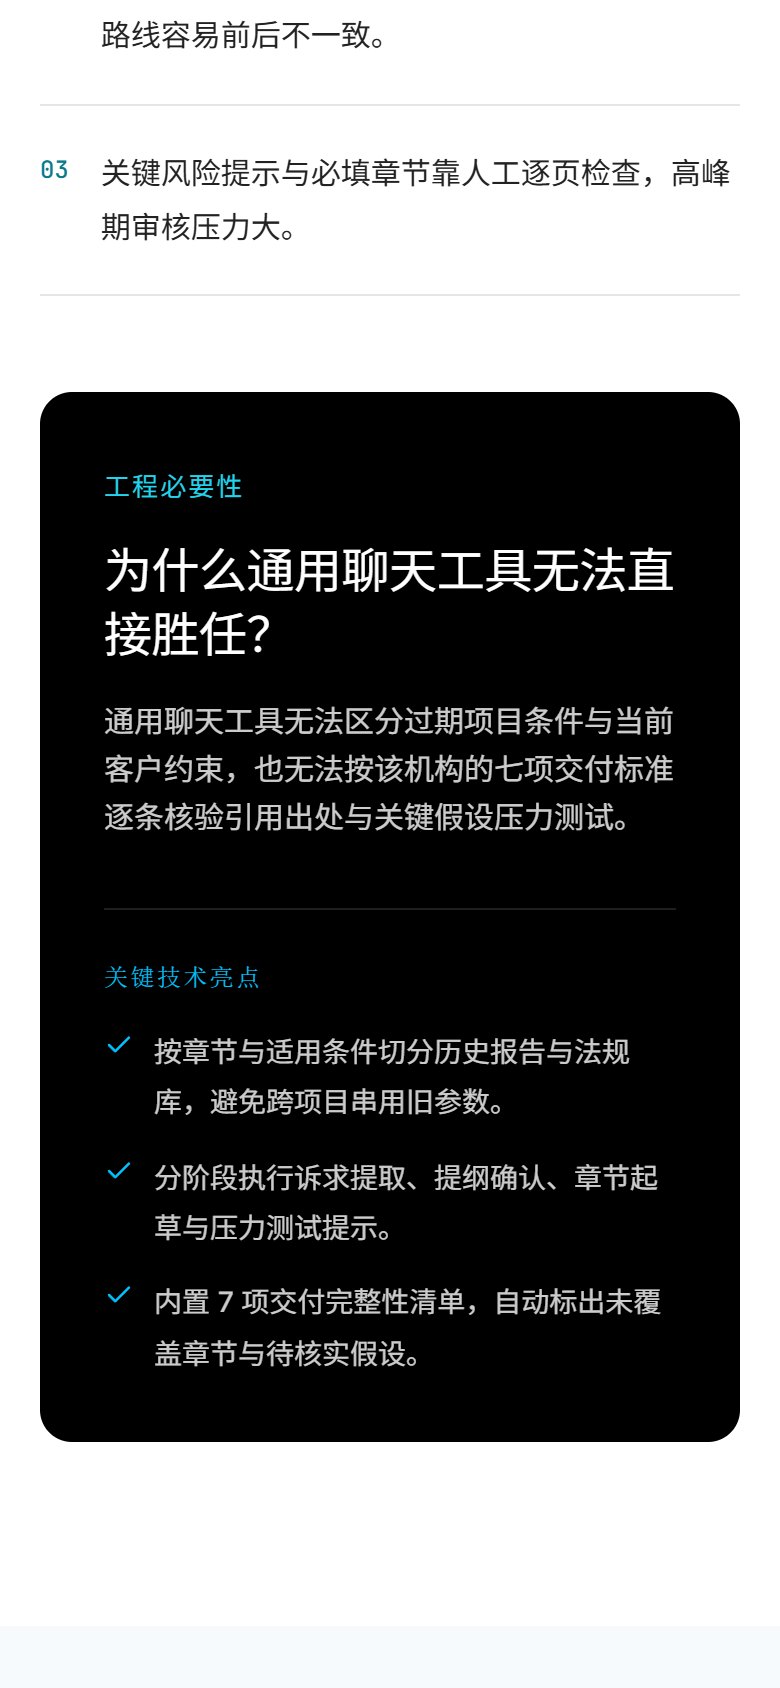 路线容易前后不一致。
03 关键风险提示与必填章节靠人工逐页检查，高峰
期审核压力大。
工程必要性
为什么通用聊天工具无法直
接胜任？
通用聊天工具无法区分过期项目条件与当前
客户约束，也无法按该机构的七项交付标准
逐条核验引用出处与关键假设压力测试。
关键技术亮点
按章节与适用条件切分历史报告与法规
库，避免跨项目串用旧参数。
分阶段执行诉求提取、提纲确认、章节起
草与压力测试提示。
内置 7 项交付完整性清单，自动标出未覆
盖章节与待核实假设。